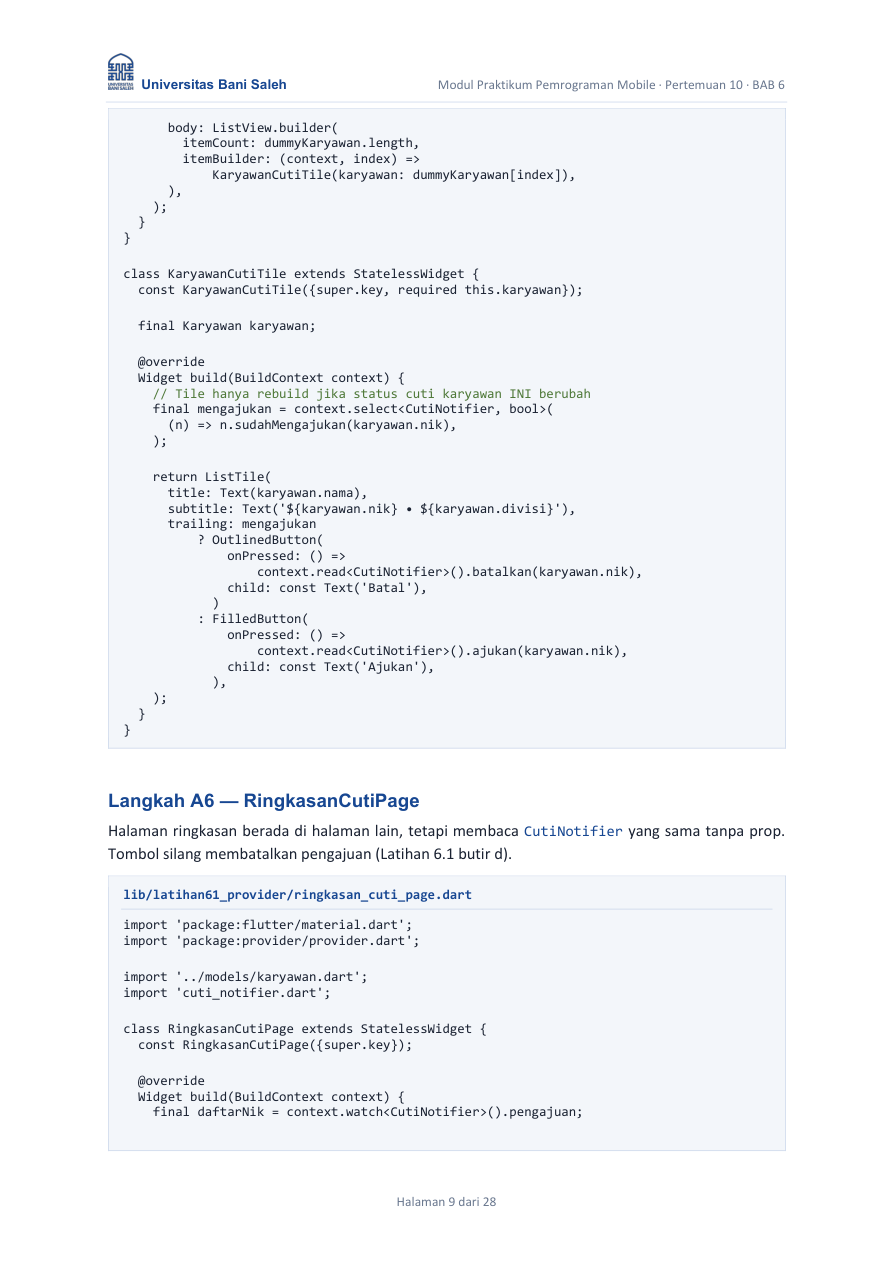 UNIVERSITAS
BANI SALEH
Universitas Bani Saleh
Modul Praktikum Pemrograman Mobile · Pertemuan 10 · BAB 6
      body: ListView.builder(
        itemCount: dummyKaryawan.length,
        itemBuilder: (context, index) =>
            KaryawanCutiTile(karyawan: dummyKaryawan[index]),
      ),
    );
  }
}
class KaryawanCutiTile extends StatelessWidget {
  const KaryawanCutiTile({super.key, required this.karyawan});
  final Karyawan karyawan;
  @override
  Widget build(BuildContext context) {
    // Tile hanya rebuild jika status cuti karyawan INI berubah
    final mengajukan = context.select<CutiNotifier, bool>(
      (n) => n.sudahMengajukan(karyawan.nik),
    );
    return ListTile(
      title: Text(karyawan.nama),
      subtitle: Text('${karyawan.nik} • ${karyawan.divisi}'),
      trailing: mengajukan
          ? OutlinedButton(
              onPressed: () =>
                  context.read<CutiNotifier>().batalkan(karyawan.nik),
              child: const Text('Batal'),
            )
          : FilledButton(
              onPressed: () =>
                  context.read<CutiNotifier>().ajukan(karyawan.nik),
              child: const Text('Ajukan'),
            ),
    );
  }
}
Langkah A6 — RingkasanCutiPage
Halaman ringkasan berada di halaman lain, tetapi membaca CutiNotifier yang sama tanpa prop.
Tombol silang membatalkan pengajuan (Latihan 6.1 butir d).
lib/latihan61_provider/ringkasan_cuti_page.dart
import 'package:flutter/material.dart';
import 'package:provider/provider.dart';
import '../models/karyawan.dart';
import 'cuti_notifier.dart';
class RingkasanCutiPage extends StatelessWidget {
  const RingkasanCutiPage({super.key});
  @override
  Widget build(BuildContext context) {
    final daftarNik = context.watch<CutiNotifier>().pengajuan;
Halaman 9 dari 28